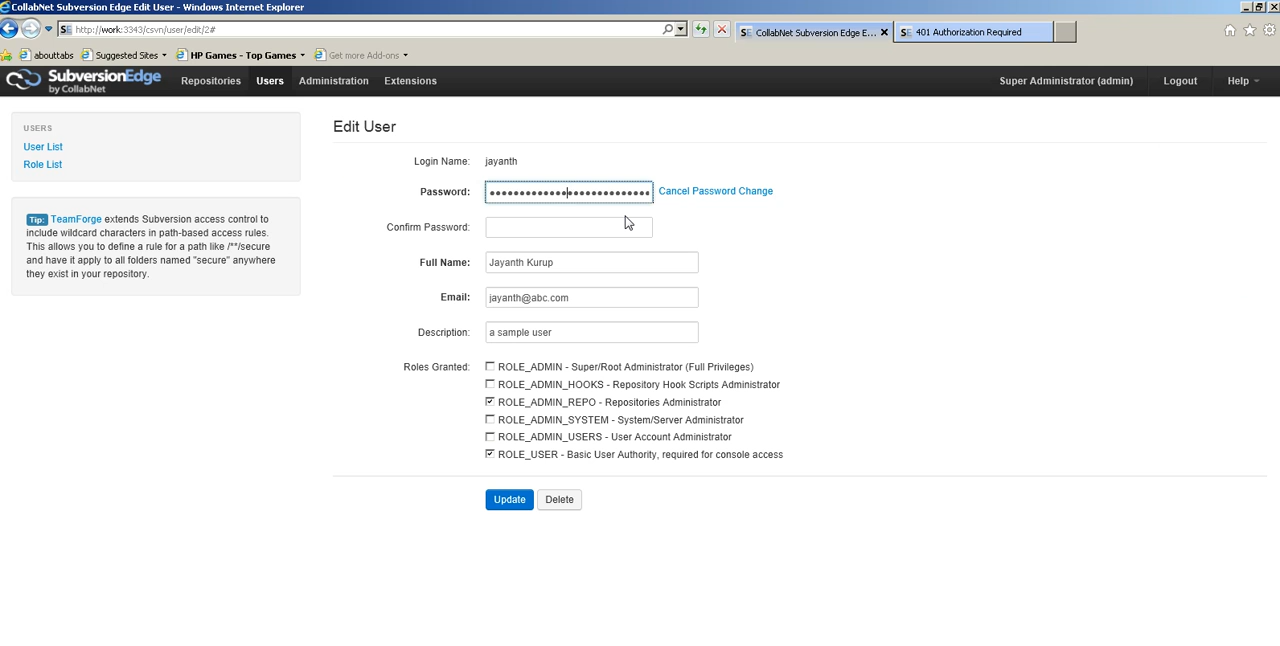 CollabNet Subversion Edge Edit User - Windows Internet Explorer
http://work:3343/csvn/user/edit/2#
CollabNet Subversion Edge E...
401 Authorization Required
abouttabs Suggested Sites HP Games - Top Games Get more Add-ons
SubversionEdge
by CollabNet
Repositories Users Administration Extensions Super Administrator (admin) Logout Help
USERS
User List
Role List
Tip: TeamForge extends Subversion access control to
include wildcard characters in path-based access rules.
This allows you to define a rule for a path like /**/secure
and have it apply to all folders named "secure" anywhere
they exist in your repository.
Edit User
Login Name: jayanth
Password: Cancel Password Change
Confirm Password:
Full Name: Jayanth Kurup
Email: jayanth@abc.com
Description: a sample user
Roles Granted: ROLE_ADMIN - Super/Root Administrator (Full Privileges)
ROLE_ADMIN_HOOKS - Repository Hook Scripts Administrator
ROLE_ADMIN_REPO - Repositories Administrator
ROLE_ADMIN_SYSTEM - System/Server Administrator
ROLE_ADMIN_USERS - User Account Administrator
ROLE_USER - Basic User Authority, required for console access
Update Delete